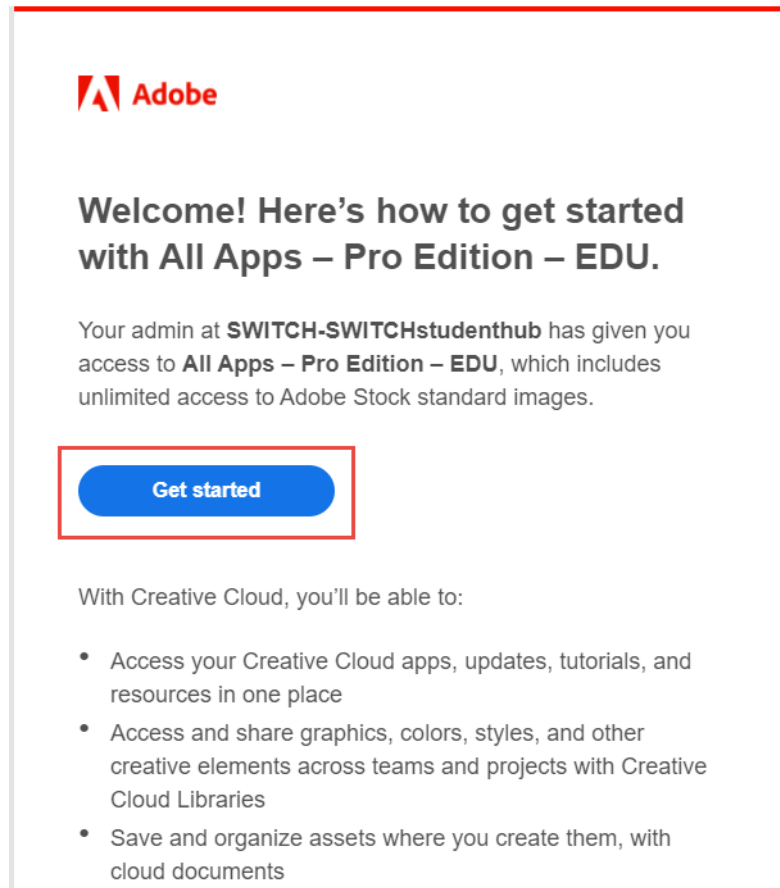 Adobe
Welcome! Here’s how to get started
with All Apps – Pro Edition – EDU.
Your admin at SWITCH-SWITCHstudenthub has given you
access to All Apps – Pro Edition – EDU, which includes
unlimited access to Adobe Stock standard images.
Get started
With Creative Cloud, you’ll be able to:
• Access your Creative Cloud apps, updates, tutorials, and
resources in one place
• Access and share graphics, colors, styles, and other
creative elements across teams and projects with Creative
Cloud Libraries
• Save and organize assets where you create them, with
cloud documents